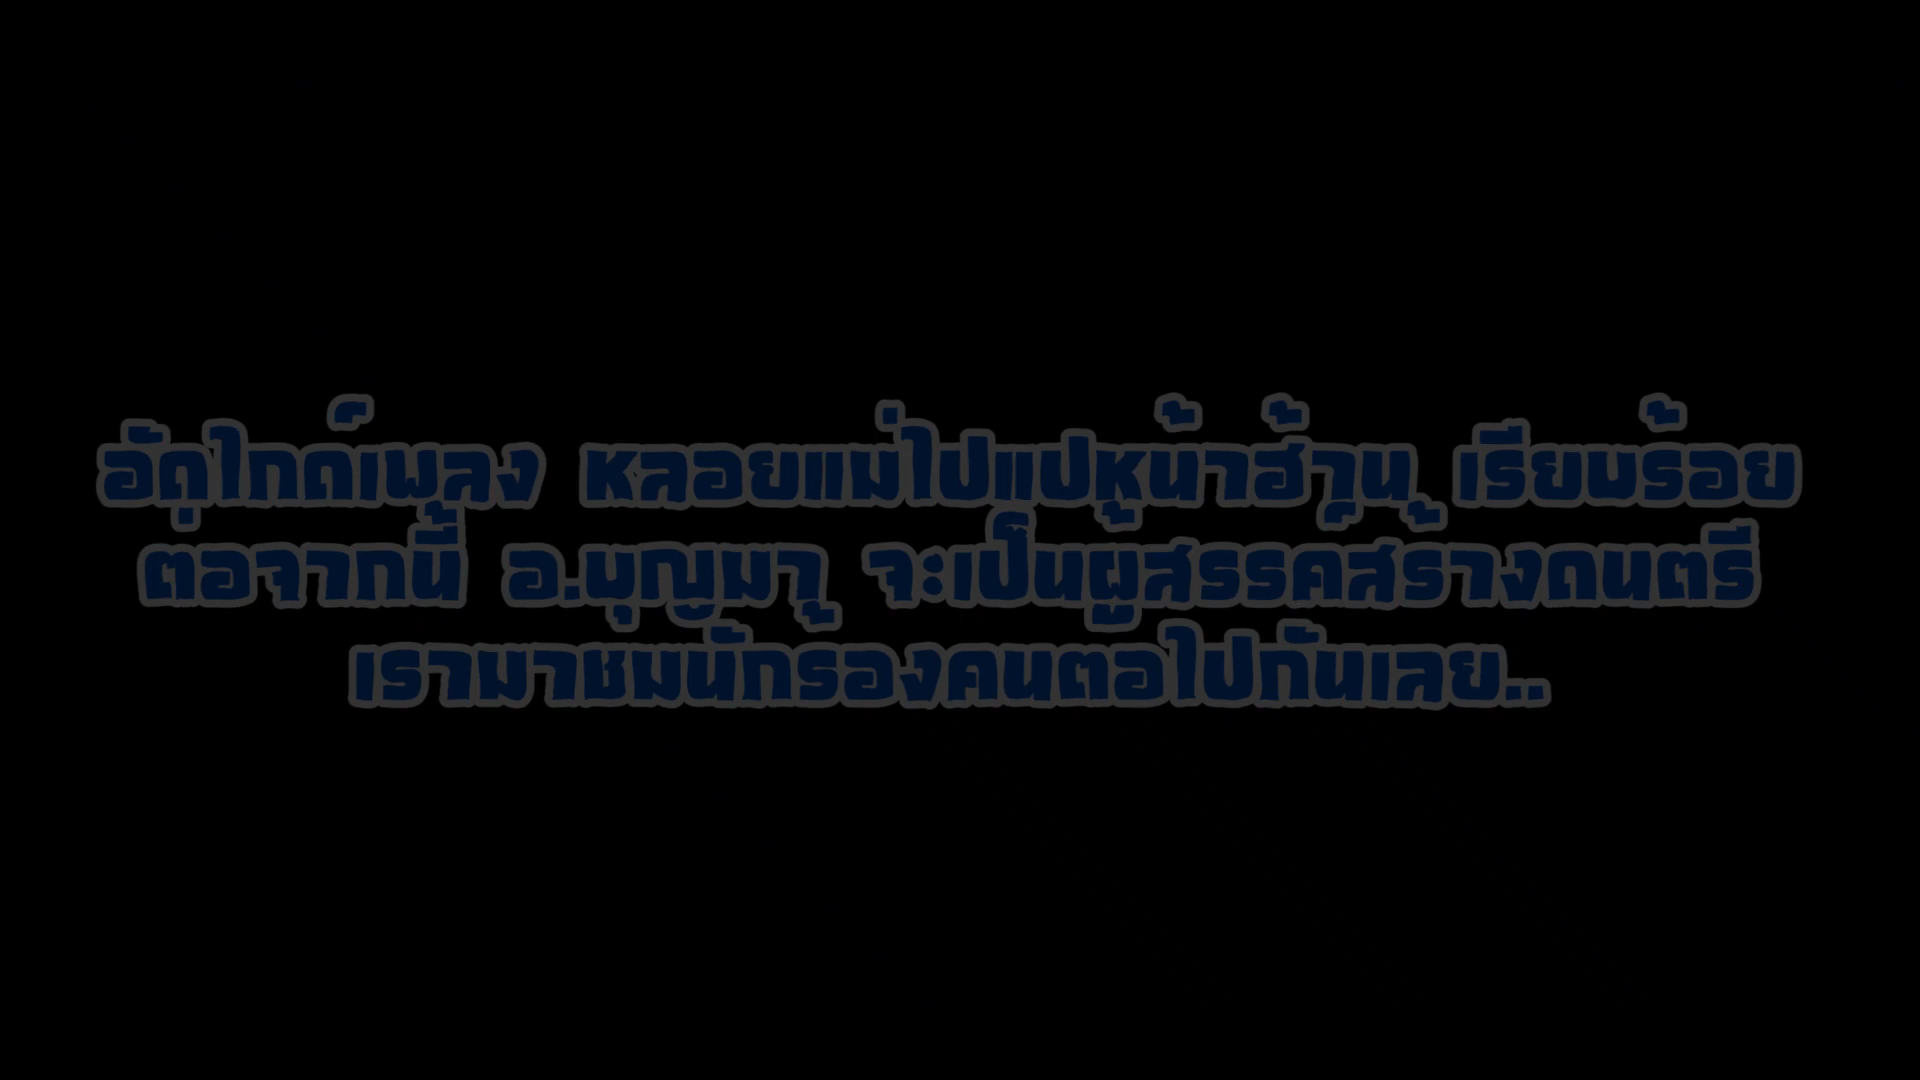 อัดุไกด์เพลง หลอยแม่ไปแปหน้าฮ้าน เรียบร้อย
ต่อจากนี้ อ.บุญมา จะเป็นผู้สรรค์สร้างดนตรี
เรามาชมนักร้องคนต่อไปกันเลย..